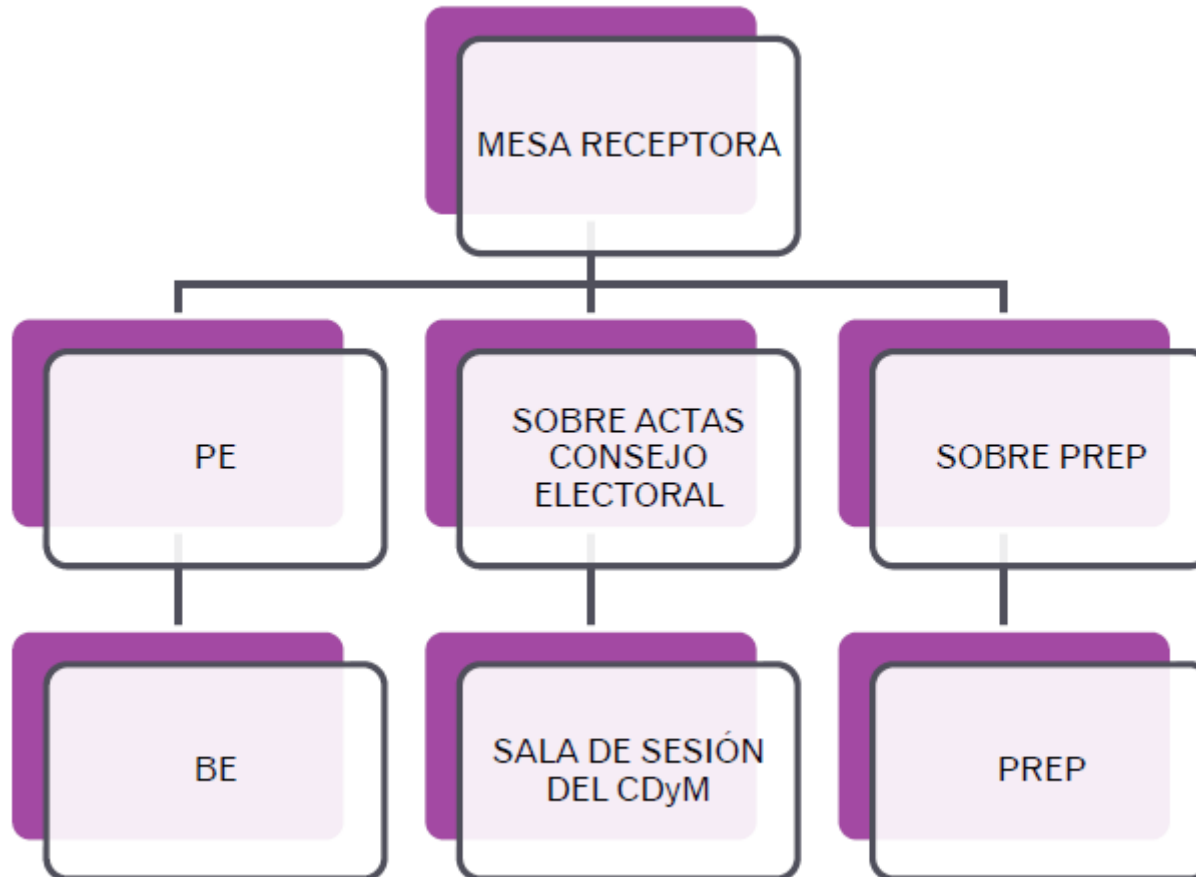 MESA RECEPTORA
PE
SOBRE ACTAS
CONSEJO
ELECTORAL
SOBRE PREP
BE
SALA DE SESIÓN
DEL CDyM
PREP